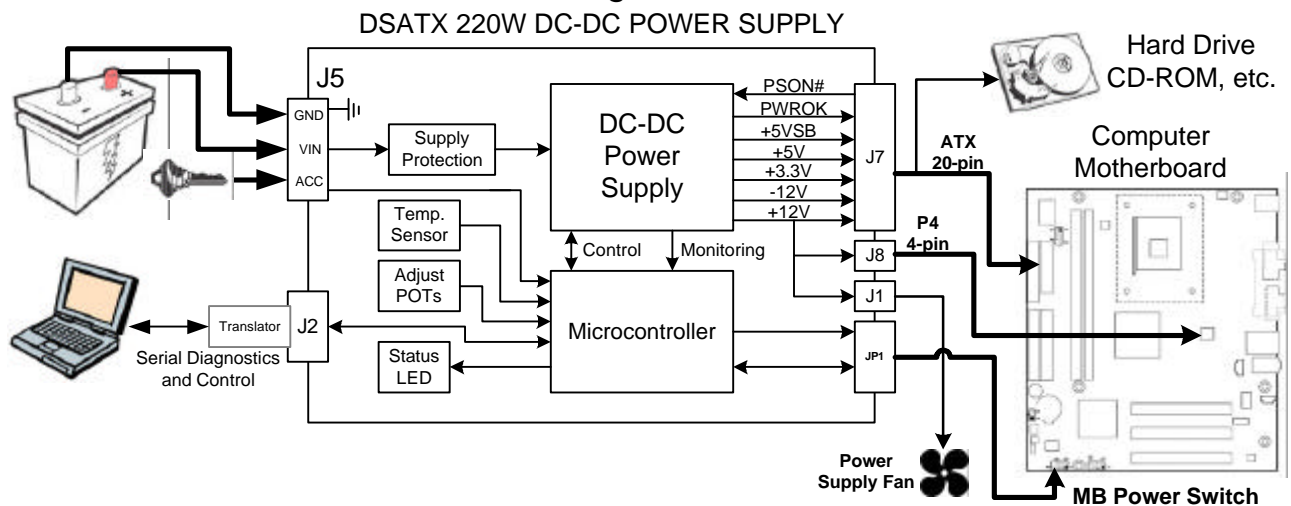 DSATX 220W DC-DC POWER SUPPLY
J5
GND
VIN
ACC
Supply
Protection
DC-DC
Power
Supply
PSON#
PWROK
+5VSB
+5V
+3.3V
-12V
+12V
J7
ATX
20-pin
Hard Drive
CD-ROM, etc.
Computer
Motherboard
P4
4-pin
Temp.
Sensor
Control
Monitoring
J8
Adjust
POTs
J1
Microcontroller
Translator
J2
Serial Diagnostics
and Control
Status
LED
JP1
Power
Supply Fan
MB Power Switch